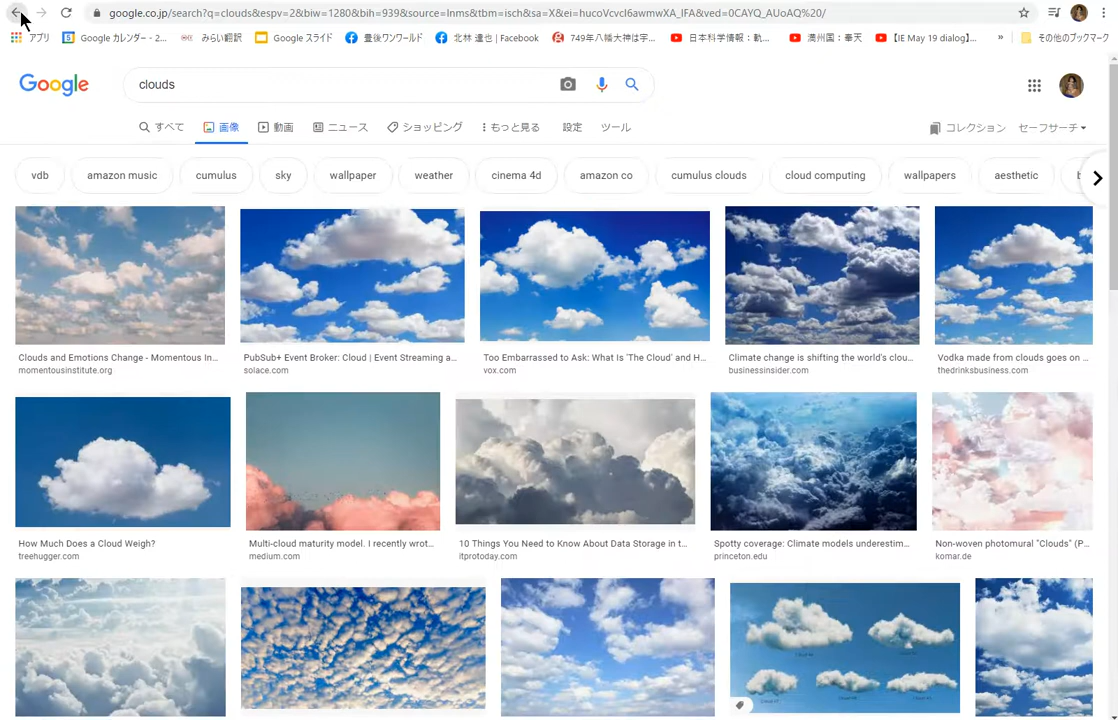 google.co.jp/search?q=clouds&espv=2&biw=1280&bih=939&source=lnms&tbm=isch&sa=X&ei=hucoVcvcI6awmwXA_IFA&ved=0CAYQ_AUoAQ%20/
アプリ Google カレンダー - 2... みらい翻訳 Google スライド 豊後ワンワールド 北林 達也 | Facebook 749年八幡大神は宇... 日本科学情報：軌... 満州国：奉天 【IE May 19 dialog】... » その他のブックマーク
Google clouds
すべて 画像 動画 ニュース ショッピング もっと見る 設定 ツール コレクション セーフサーチ
vdb amazon music cumulus sky wallpaper weather cinema 4d amazon co cumulus clouds cloud computing wallpapers aesthetic
Clouds and Emotions Change - Momentous In... PubSub+ Event Broker: Cloud | Event Streaming a... Too Embarrassed to Ask: What Is 'The Cloud' and H... Climate change is shifting the world's clou... Vodka made from clouds goes on ...
momentousinstitute.org solace.com vox.com businessinsider.com thedrinksbusiness.com
How Much Does a Cloud Weigh? Multi-cloud maturity model. I recently wrot... 10 Things You Need to Know About Data Storage in t... Spotty coverage: Climate models underestim... Non-woven photomural "Clouds" (P...
treehugger.com medium.com itprotoday.com princeton.edu komar.de